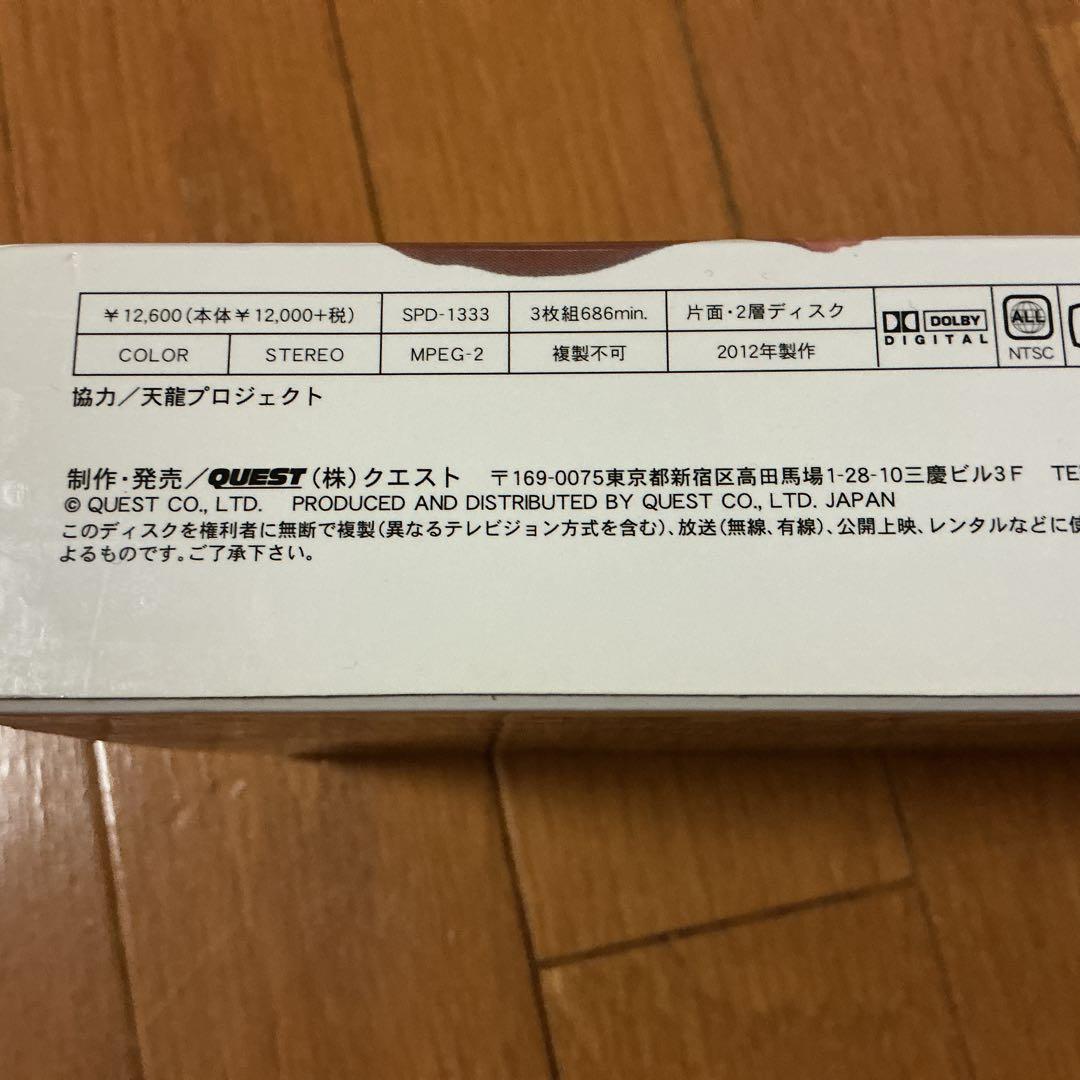 ￥12,600（本体￥12,000+税） SPD-1333 3枚組686min. 片面・2層ディスク DOLBY DIGITAL ALL NTSC
COLOR STEREO MPEG-2 複製不可 2012年製作
協力／天龍プロジェクト
制作・発売／QUEST（株）クエスト 〒169-0075東京都新宿区高田馬場1-28-10三慶ビル3F
© QUEST CO., LTD. PRODUCED AND DISTRIBUTED BY QUEST CO., LTD. JAPAN
このディスクを権利者に無断で複製（異なるテレビジョン方式を含む）、放送（無線、有線）、公開上映、レンタルなどに使
よるものです。ご了承下さい。